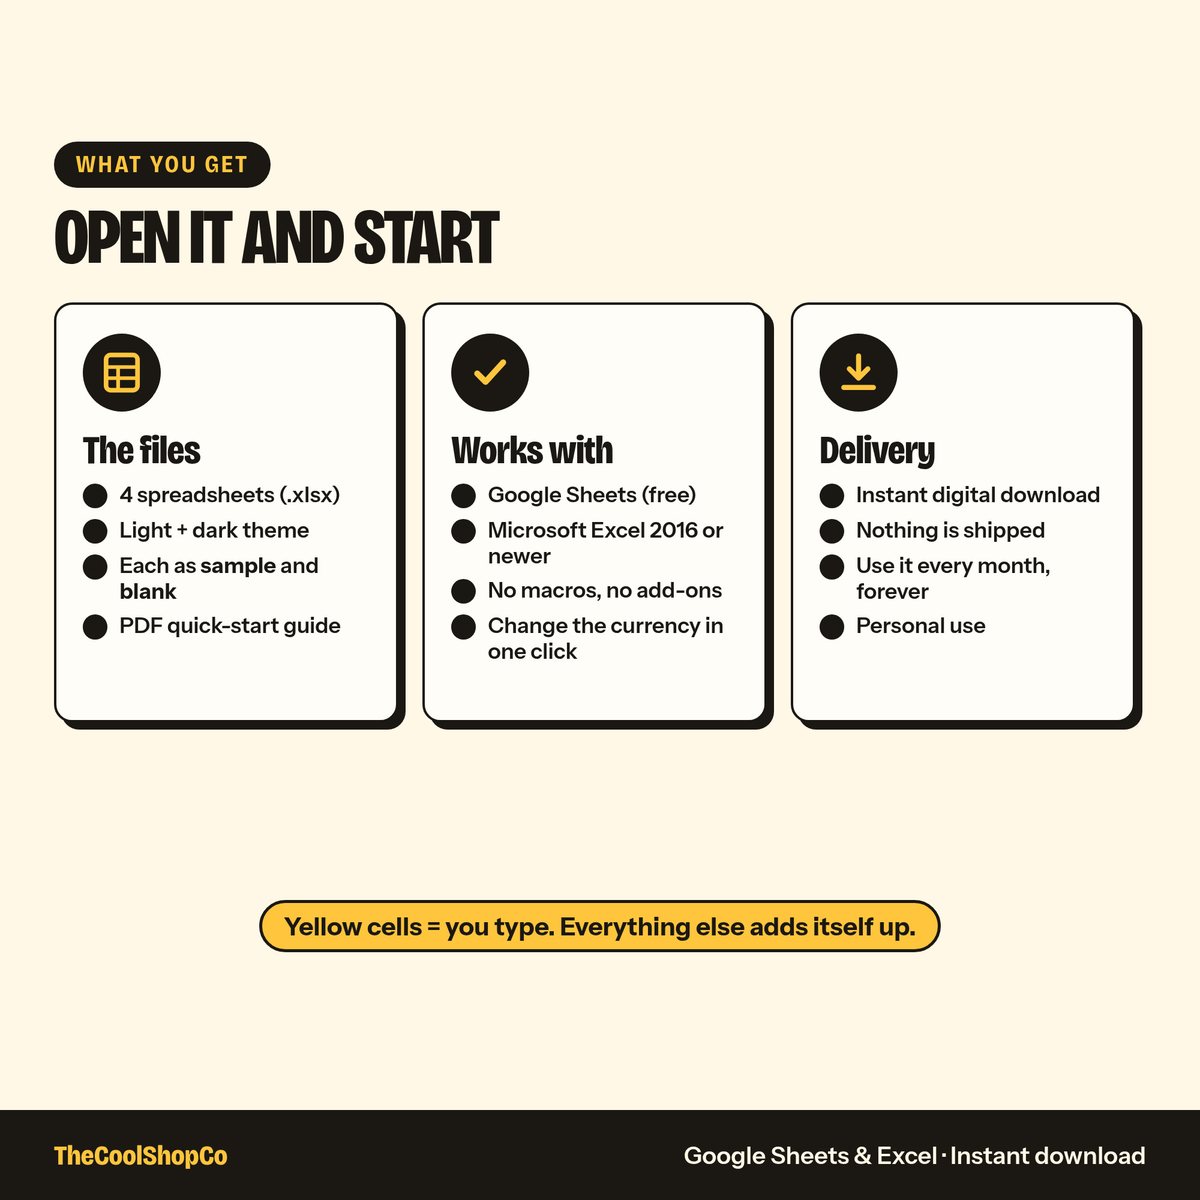 WHAT YOU GET
OPEN IT AND START
The files
4 spreadsheets (.xlsx)
Light + dark theme
Each as sample and
blank
PDF quick-start guide
Works with
Google Sheets (free)
Microsoft Excel 2016 or
newer
No macros, no add-ons
Change the currency in
one click
Delivery
Instant digital download
Nothing is shipped
Use it every month,
forever
Personal use
Yellow cells = you type. Everything else adds itself up.
TheCoolShopCo
Google Sheets & Excel · Instant download